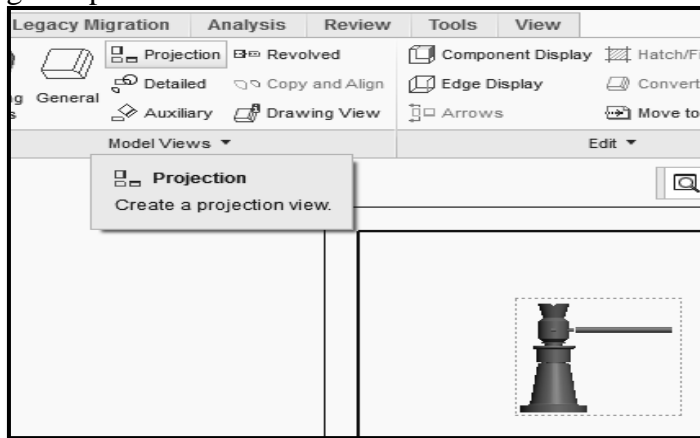 Legacy Migration Analysis Review Tools View
Projection Revolved Component Display Hatch/Fi
General Detailed Copy and Align Edge Display Convert
Auxiliary Drawing View Arrows Move to
Model Views Edit
Projection
Create a projection view.